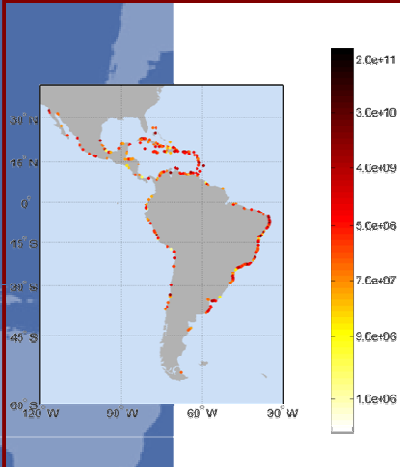 2.0e+11
3.0e+10
4.0e+09
5.0e+08
7.0e+07
9.0e+06
1.0e+06
30° N
15° N
0°
15° S
30° S
45° S
60° S
120° W
90° W
60° W
30° W